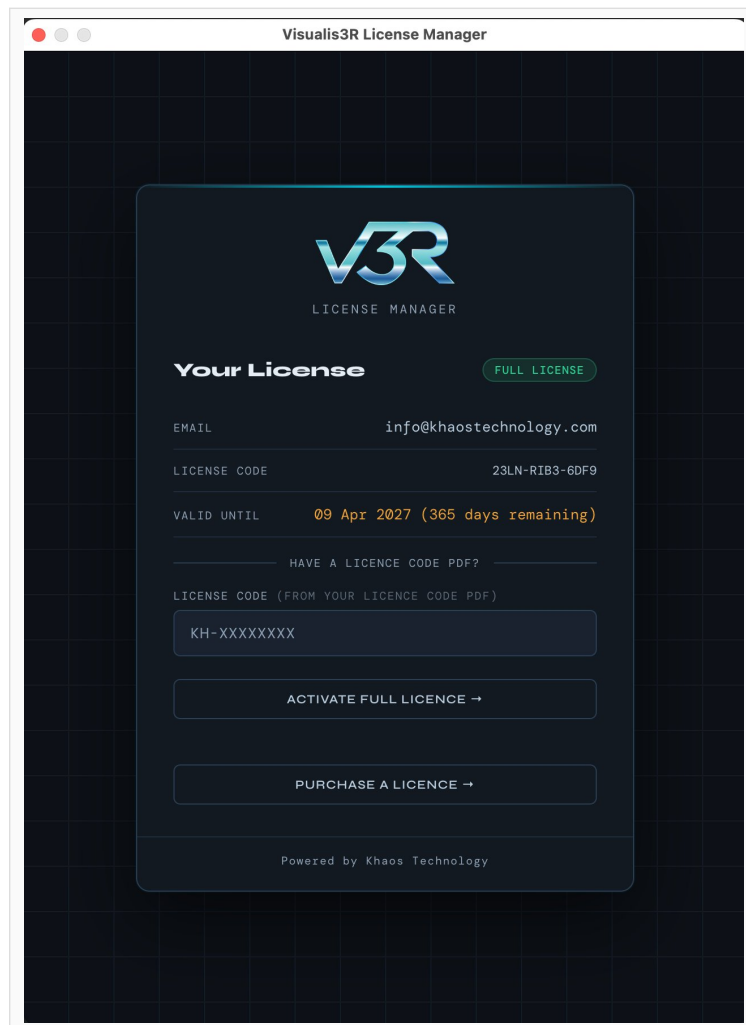 Visualis3R License Manager
V3R
LICENSE MANAGER
Your License
FULL LICENSE
EMAIL
info@khaostechnology.com
LICENSE CODE
23LN-RIB3-6DF9
VALID UNTIL
09 Apr 2027 (365 days remaining)
HAVE A LICENCE CODE PDF?
LICENSE CODE (FROM YOUR LICENCE CODE PDF)
KH-XXXXXXXX
ACTIVATE FULL LICENCE →
PURCHASE A LICENCE →
Powered by Khaos Technology